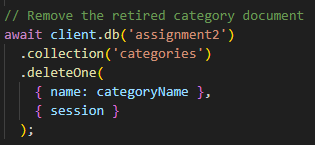 // Remove the retired category document
await client.db('assignment2')
  .collection('categories')
  .deleteOne(
    { name: categoryName },
    { session }
  );